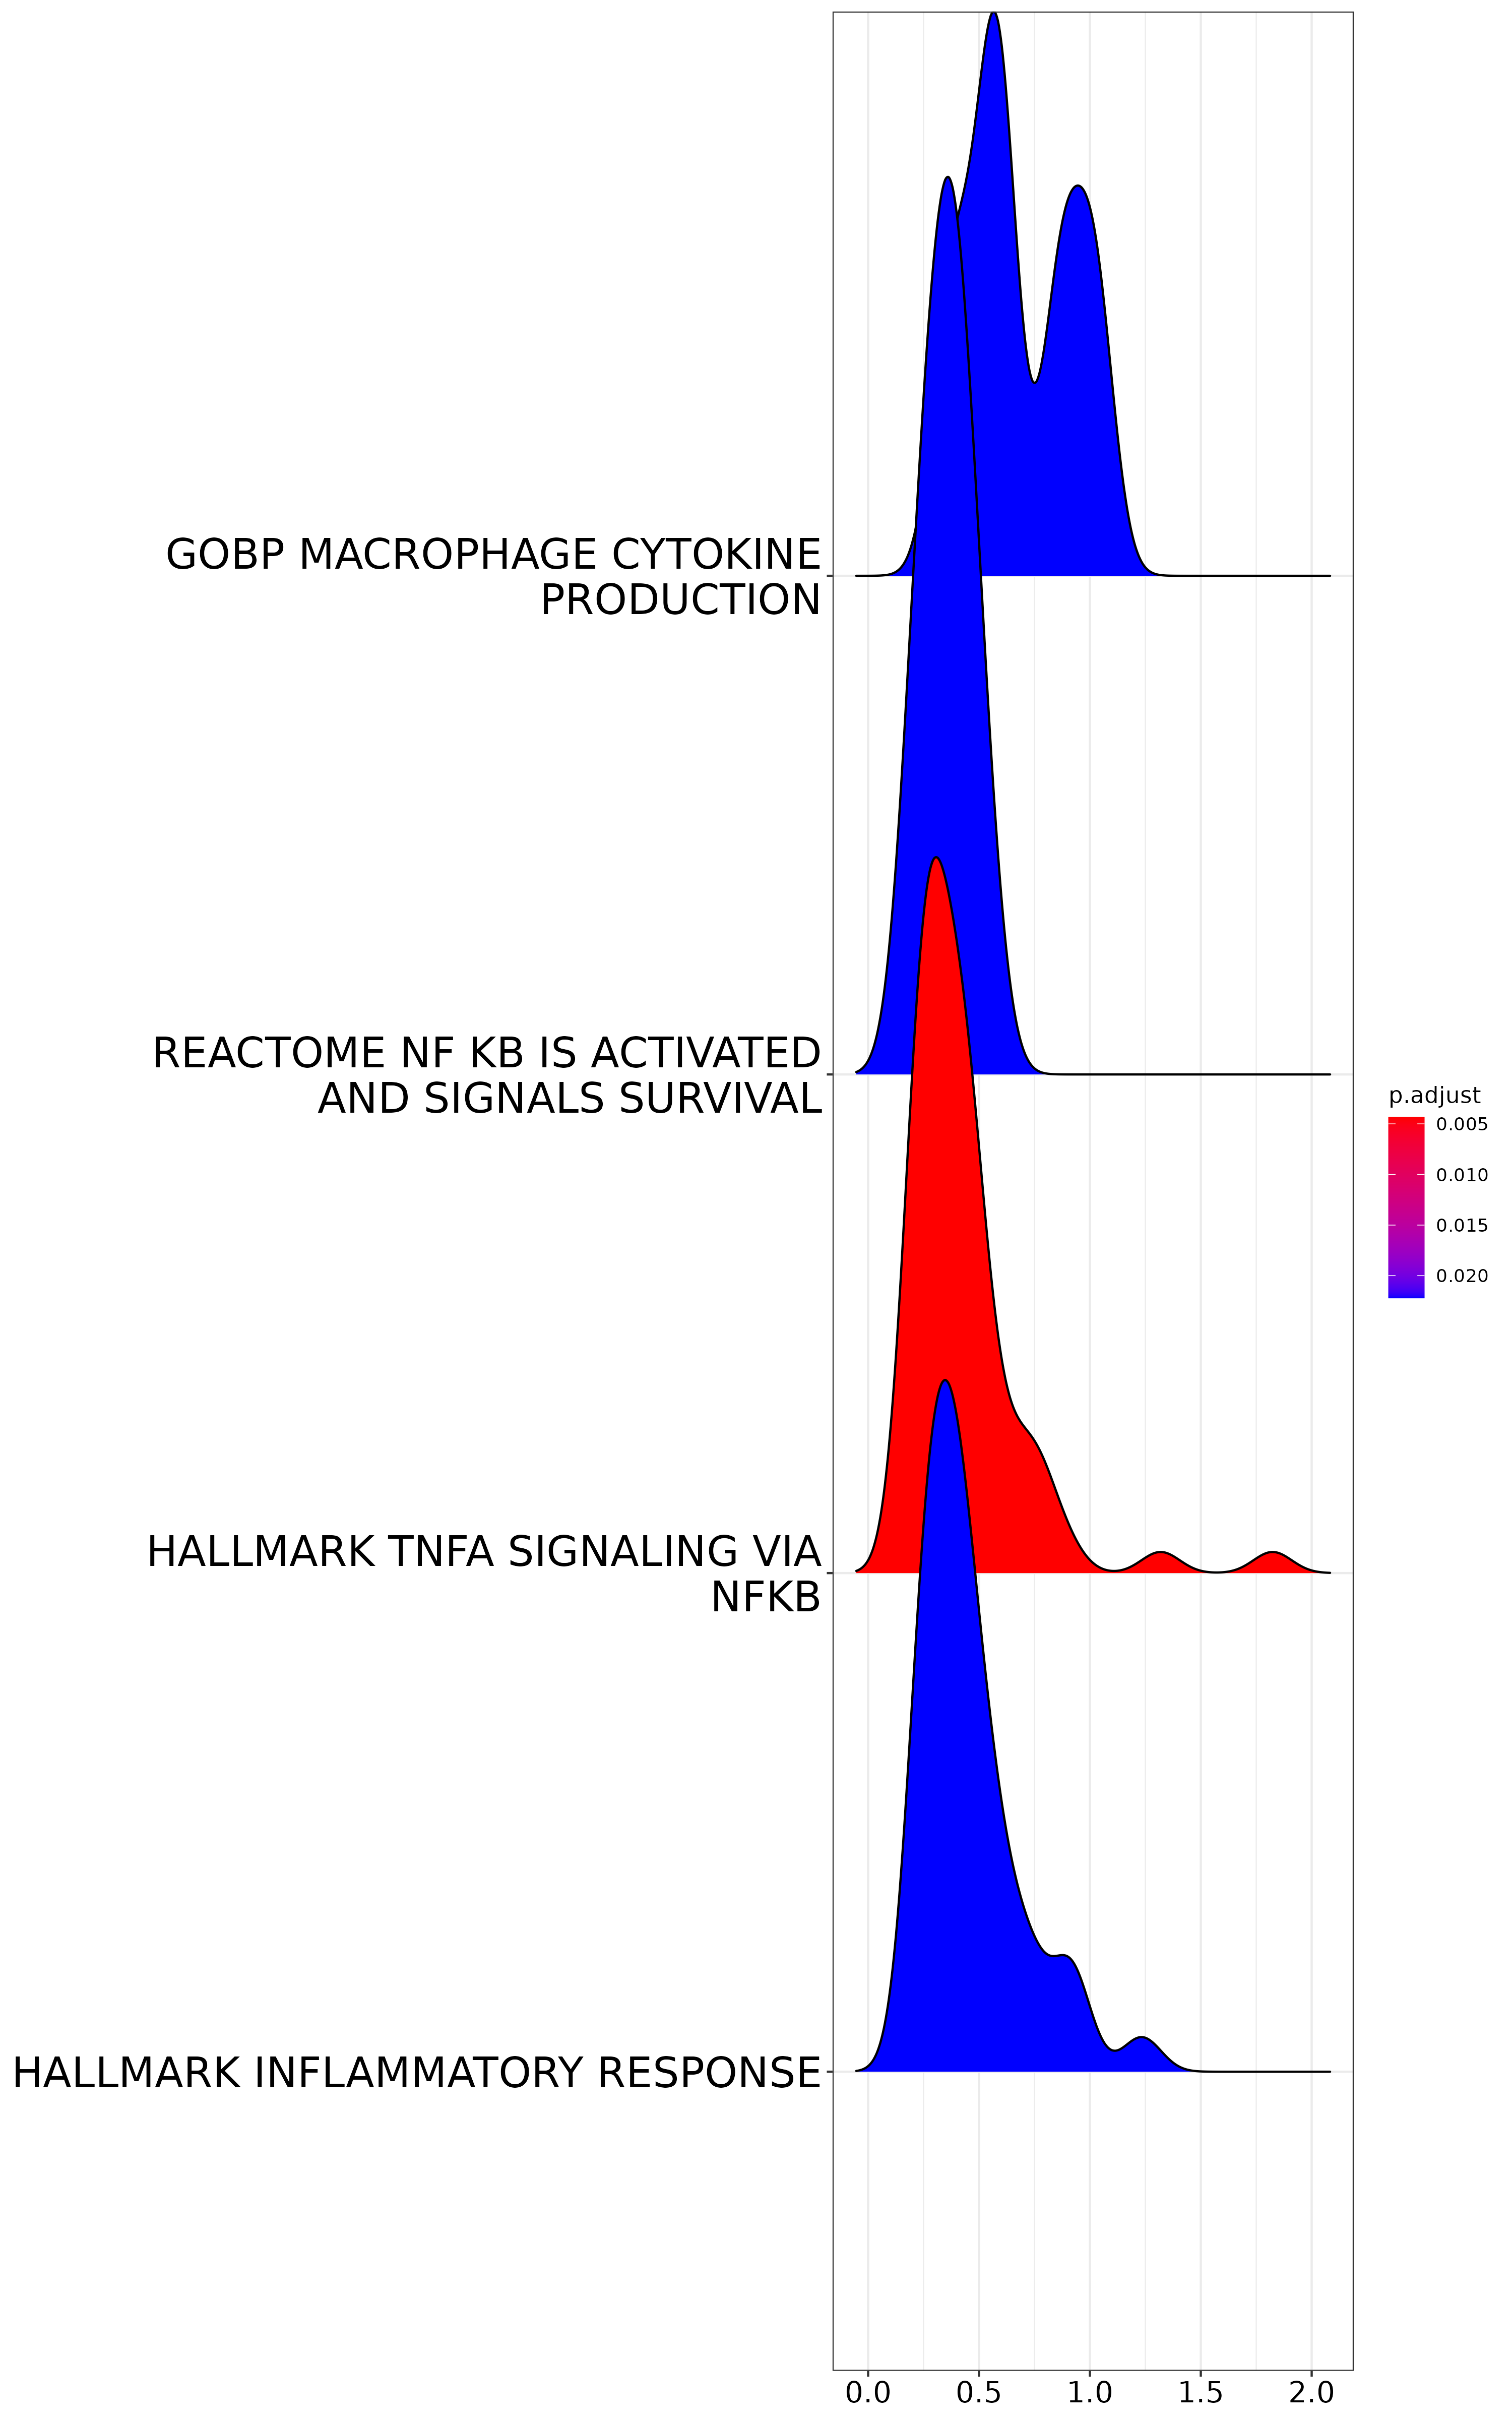 GOBP MACROPHAGE CYTOKINE
PRODUCTION
REACTOME NF KB IS ACTIVATED
AND SIGNALS SURVIVAL
HALLMARK TNFA SIGNALING VIA
NFKB
HALLMARK INFLAMMATORY RESPONSE
p.adjust
0.005
0.010
0.015
0.020
0.0 0.5 1.0 1.5 2.0